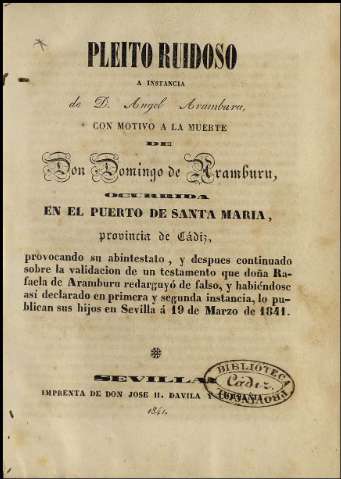 PLEITO RUIDOSO
A INSTANCIA
de D. Angel Aramburu,
CON MOTIVO A LA MUERTE
DE
Don Domingo de Aramburu,
OCURRIDA
EN EL PUERTO DE SANTA MARIA,
provincia de Cádiz,
provocando su abintestato, y despues continuado
sobre la validacion de un testamento que doña Ra-
faela de Aramburu redarguyó de falso, y habiéndose
asi declarado en primera y segunda instancia, lo pu-
blican sus hijos en Sevilla á 19 de Marzo de 1841.
SEVILLA
IMPRENTA DE DON JOSE H. DAVILA Y
1841.
BIBLIOTECA
Cádiz
PROVINCIAL